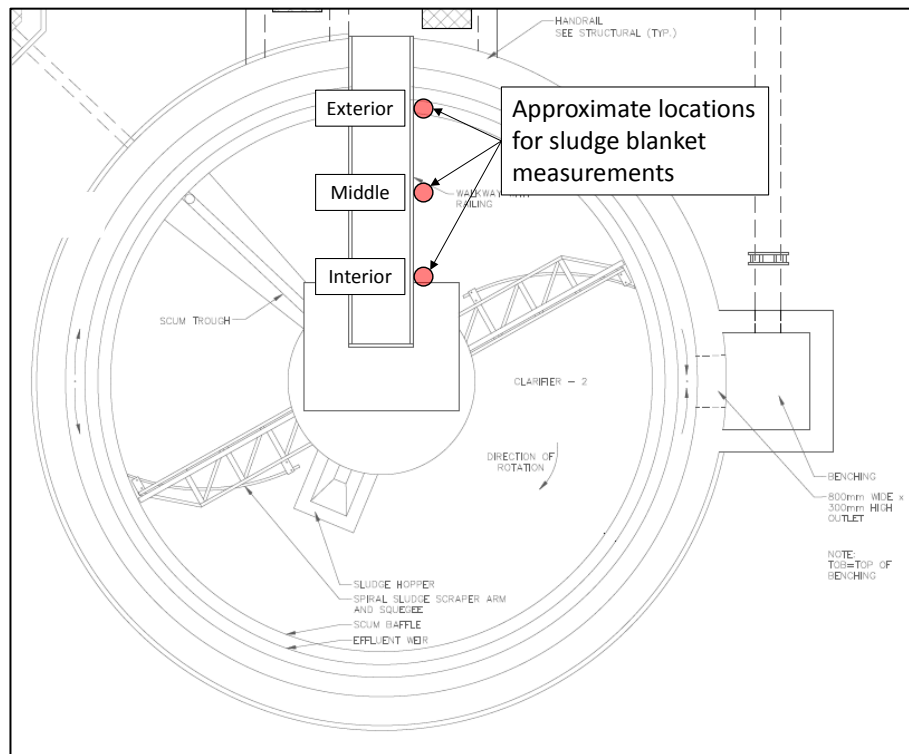 HANDRAIL
SEE STRUCTURAL (TYP.)
Exterior
Approximate locations
for sludge blanket
measurements
Middle
WALKWAY WITH
RAILING
Interior
SCUM TROUGH
CLARIFIER - 2
DIRECTION OF
ROTATION
BENCHING
800mm WIDE x
300mm HIGH
OUTLET
NOTE:
TOB=TOP OF
BENCHING
SLUDGE HOPPER
SPIRAL SLUDGE SCRAPER ARM
AND SQUEGEE
SCUM BAFFLE
EFFLUENT WEIR